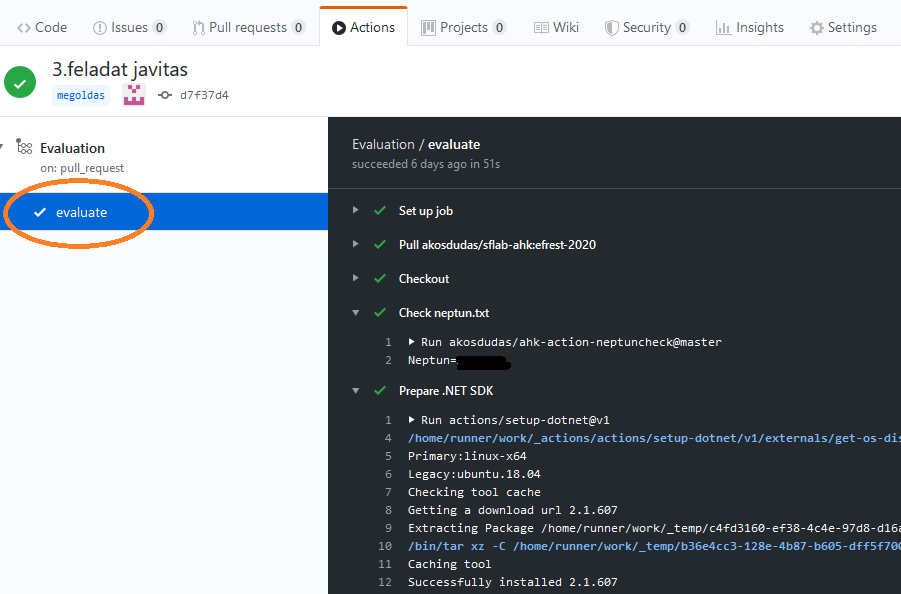 Code Issues 0 Pull requests 0 Actions Projects 0 Wiki Security 0 Insights Settings
3.feladat javitas
megoldas d7f37d4
Evaluation
on: pull_request
evaluate
Evaluation / evaluate
succeeded 6 days ago in 51s
Set up job
Pull akosdudas/sflab-ahk:efrest-2020
Checkout
Check neptun.txt
1 Run akosdudas/ahk-action-neptuncheck@master
2 Neptun=
Prepare .NET SDK
1 Run actions/setup-dotnet@v1
4 /home/runner/work/_actions/actions/setup-dotnet/v1/externals/get-os-dis
5 Primary:linux-x64
6 Legacy:ubuntu.18.04
7 Checking tool cache
8 Getting a download url 2.1.607
9 Extracting Package /home/runner/work/_temp/c4fd3160-ef38-4c4e-97d8-d16a
10 /bin/tar xz -C /home/runner/work/_temp/b36e4cc3-128e-4b87-b605-dff5f700
11 Caching tool
12 Successfully installed 2.1.607